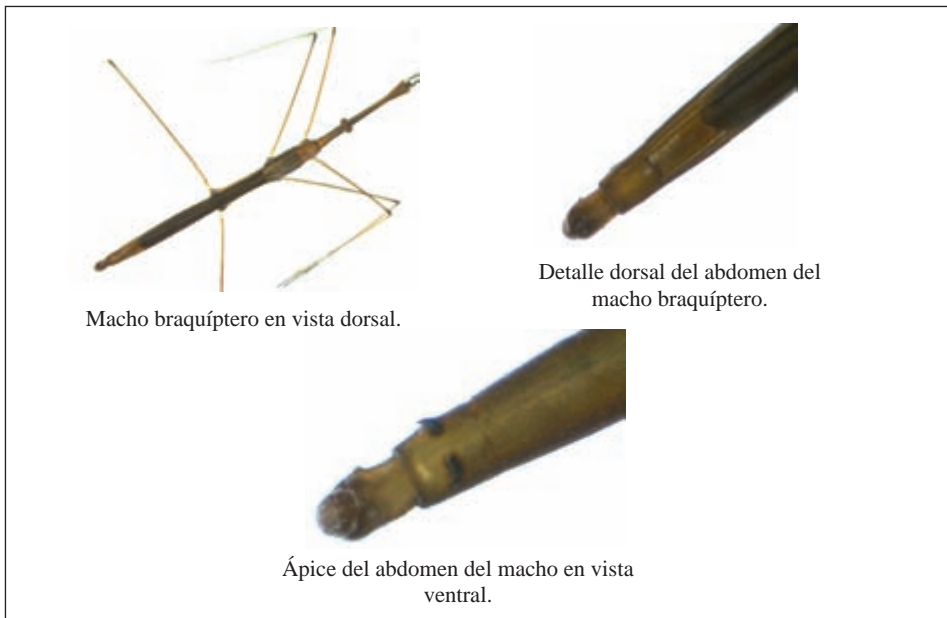 Macho braquíptero en vista dorsal.
Detalle dorsal del abdomen del
macho braquíptero.
Ápice del abdomen del macho en vista
ventral.